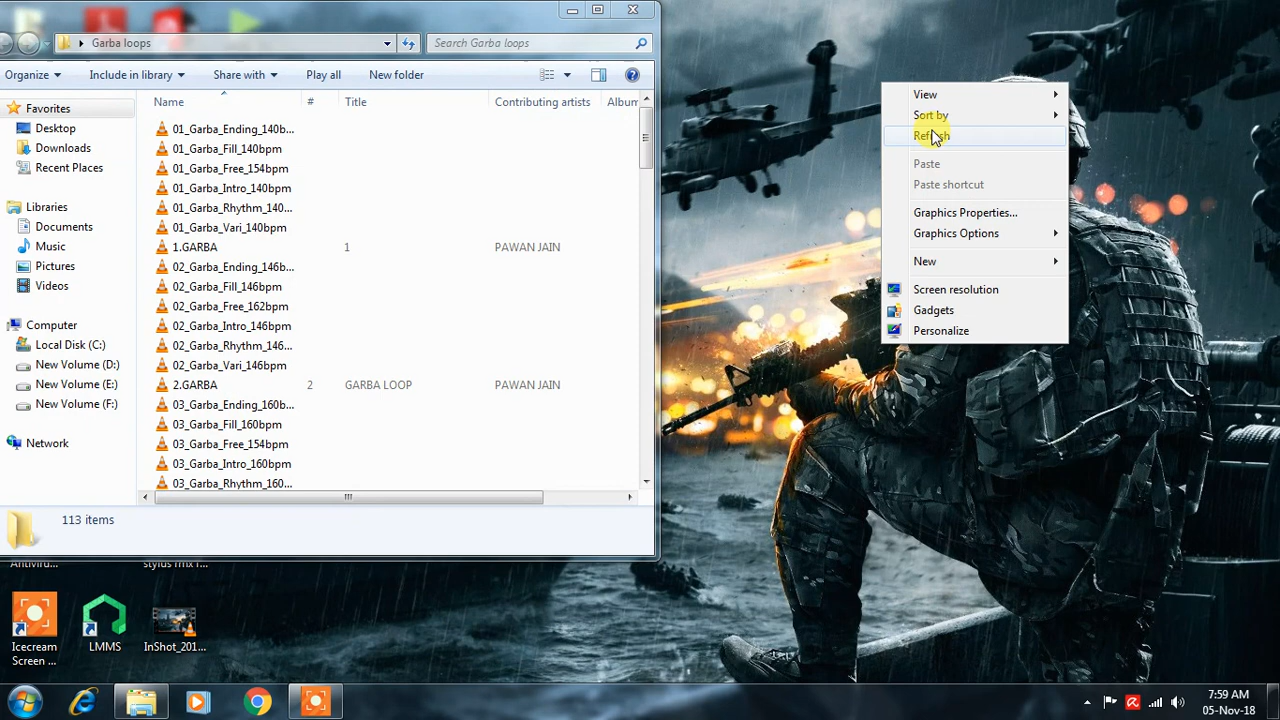 Garba loops
Search Garba loops
Organize
Include in library
Share with
Play all
New folder
Favorites
Desktop
Downloads
Recent Places
Libraries
Documents
Music
Pictures
Videos
Computer
Local Disk (C:)
New Volume (D:)
New Volume (E:)
New Volume (F:)
Network
Name # Title Contributing artists Album
01_Garba_Ending_140b...
01_Garba_Fill_140bpm
01_Garba_Free_154bpm
01_Garba_Intro_140bpm
01_Garba_Rhythm_140...
01_Garba_Vari_140bpm
1.GARBA 1 PAWAN JAIN
02_Garba_Ending_146b...
02_Garba_Fill_146bpm
02_Garba_Free_162bpm
02_Garba_Intro_146bpm
02_Garba_Rhythm_146...
02_Garba_Vari_146bpm
2.GARBA 2 GARBA LOOP PAWAN JAIN
03_Garba_Ending_160b...
03_Garba_Fill_160bpm
03_Garba_Free_154bpm
03_Garba_Intro_160bpm
03_Garba_Rhythm_160...
113 items
View
Sort by
Refresh
Paste
Paste shortcut
Graphics Properties...
Graphics Options
New
Screen resolution
Gadgets
Personalize
Antiviru...
stylus rmx f...
Icecream
Screen ...
LMMS
InShot_201...
7:59 AM
05-Nov-18